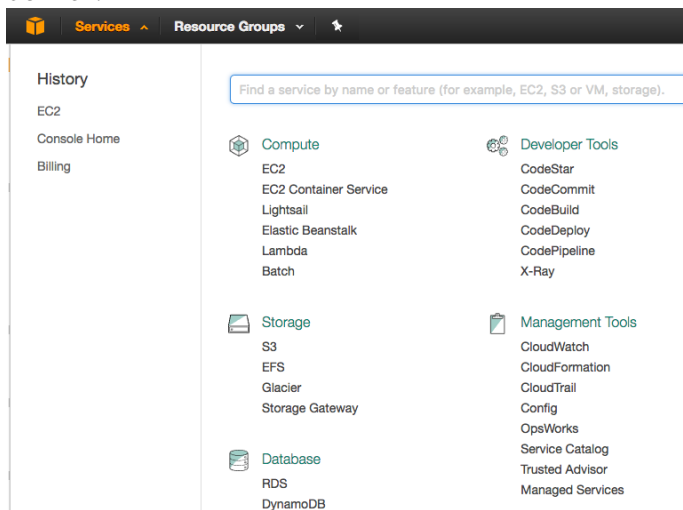 Services
Resource Groups
History
EC2
Console Home
Billing
Find a service by name or feature (for example, EC2, S3 or VM, storage).
Compute
EC2
EC2 Container Service
Lightsail
Elastic Beanstalk
Lambda
Batch
Storage
S3
EFS
Glacier
Storage Gateway
Database
RDS
DynamoDB
Developer Tools
CodeStar
CodeCommit
CodeBuild
CodeDeploy
CodePipeline
X-Ray
Management Tools
CloudWatch
CloudFormation
CloudTrail
Config
OpsWorks
Service Catalog
Trusted Advisor
Managed Services